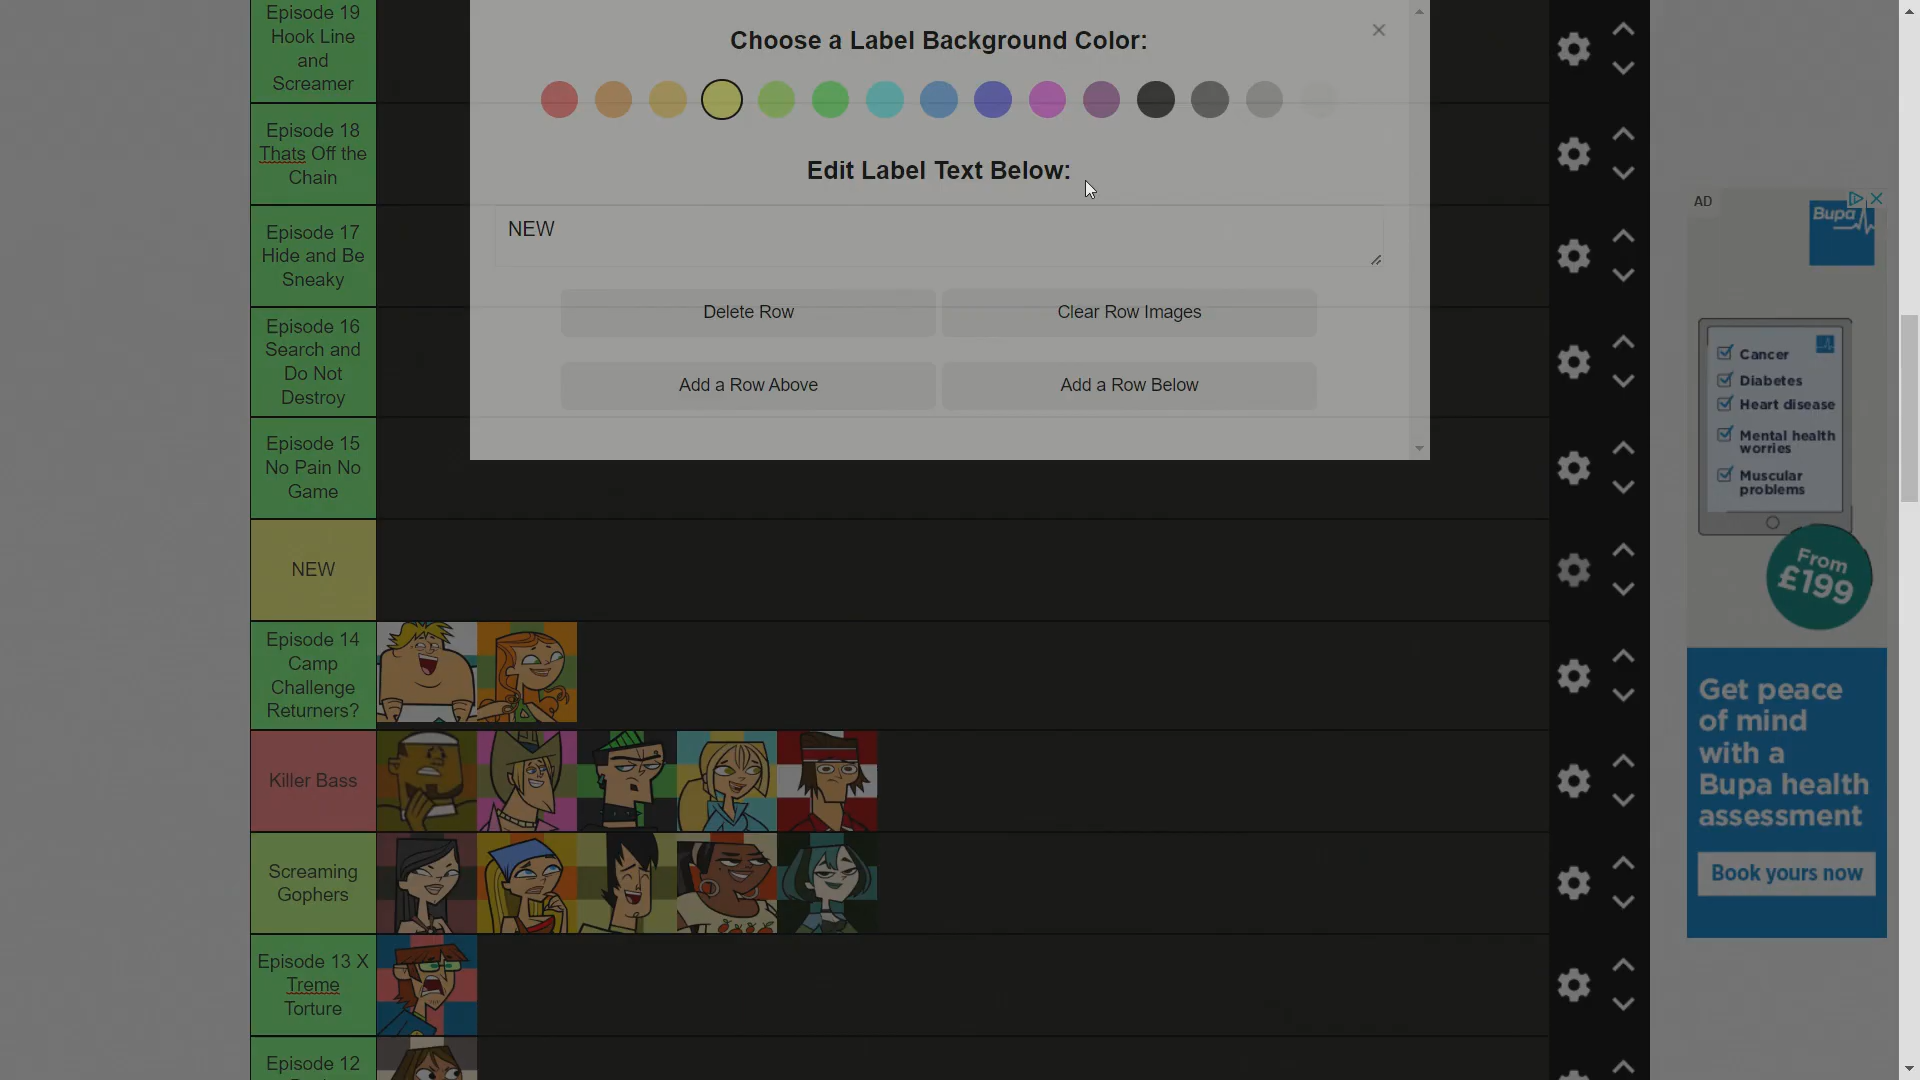 Episode 19
Hook Line
and
Screamer
Episode 18
Thats Off the
Chain
Episode 17
Hide and Be
Sneaky
Episode 16
Search and
Do Not
Destroy
Episode 15
No Pain No
Game
NEW
Episode 14
Camp
Challenge
Returners?
Killer Bass
Screaming
Gophers
Episode 13 X
Treme
Torture
Episode 12
Choose a Label Background Color:
×
Edit Label Text Below:
NEW
Delete Row
Clear Row Images
Add a Row Above
Add a Row Below
AD
Bupa
Cancer
Diabetes
Heart disease
Mental health
worries
Muscular
problems
From
£199
Get peace
of mind
with a
Bupa health
assessment
Book yours now